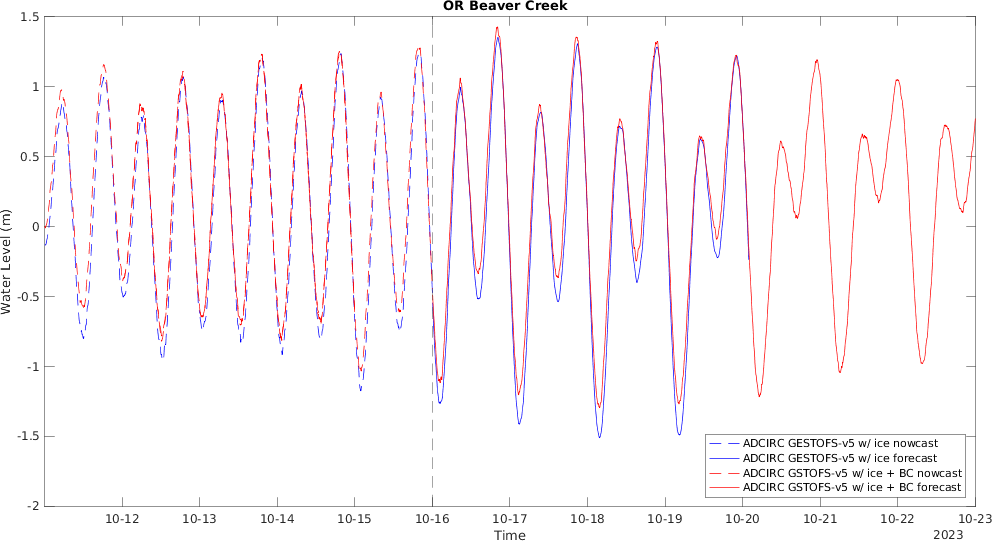 OR Beaver Creek
1.5
1
0.5
0
-0.5
-1
-1.5
-2
Water Level (m)
10-12 10-13 10-14 10-15 10-16 10-17 10-18 10-19 10-20 10-21 10-22 10-23
Time
2023
ADCIRC GESTOFS-v5 w/ ice nowcast
ADCIRC GESTOFS-v5 w/ ice forecast
ADCIRC GSTOFS-v5 w/ ice + BC nowcast
ADCIRC GSTOFS-v5 w/ ice + BC forecast